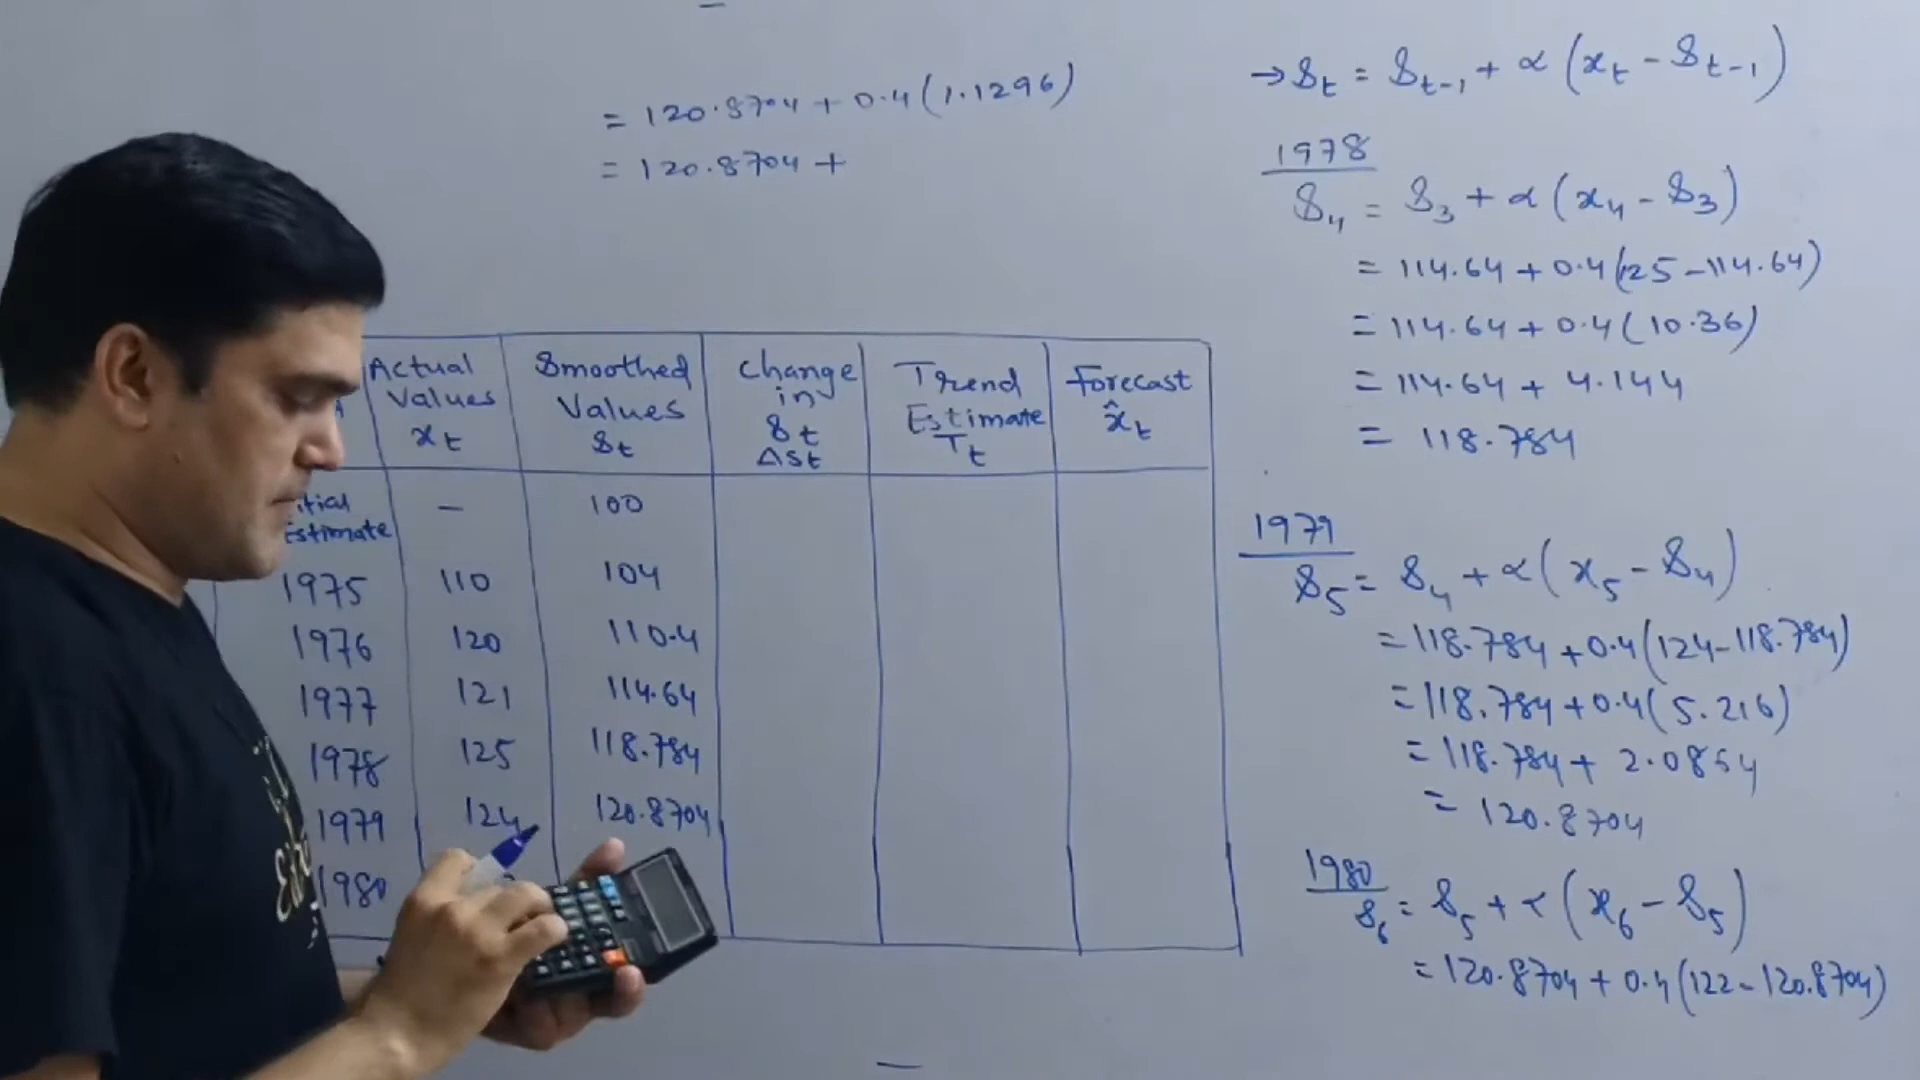 = 120.8704 + 0.4(1.1296)
= 120.8704 +
→ St = St-1 + α (xt - St-1)
1978
S4 = S3 + α (x4 - S3)
= 114.64 + 0.4(125 - 114.64)
= 114.64 + 0.4(10.36)
= 114.64 + 4.144
= 118.784
1979
S5 = S4 + α (x5 - S4)
= 118.784 + 0.4(124 - 118.784)
= 118.784 + 0.4(5.216)
= 118.784 + 2.0864
= 120.8704
1980
S6 = S5 + α (x6 - S5)
= 120.8704 + 0.4(122 - 120.8704)
Actual Values xt
Smoothed Values St
Change in St ΔSt
Trend Estimate Tt
Forecast x̂t
Estimate — 100
1975 110 104
1976 120 110.4
1977 121 114.64
1978 125 118.784
1979 124 120.8704
1980